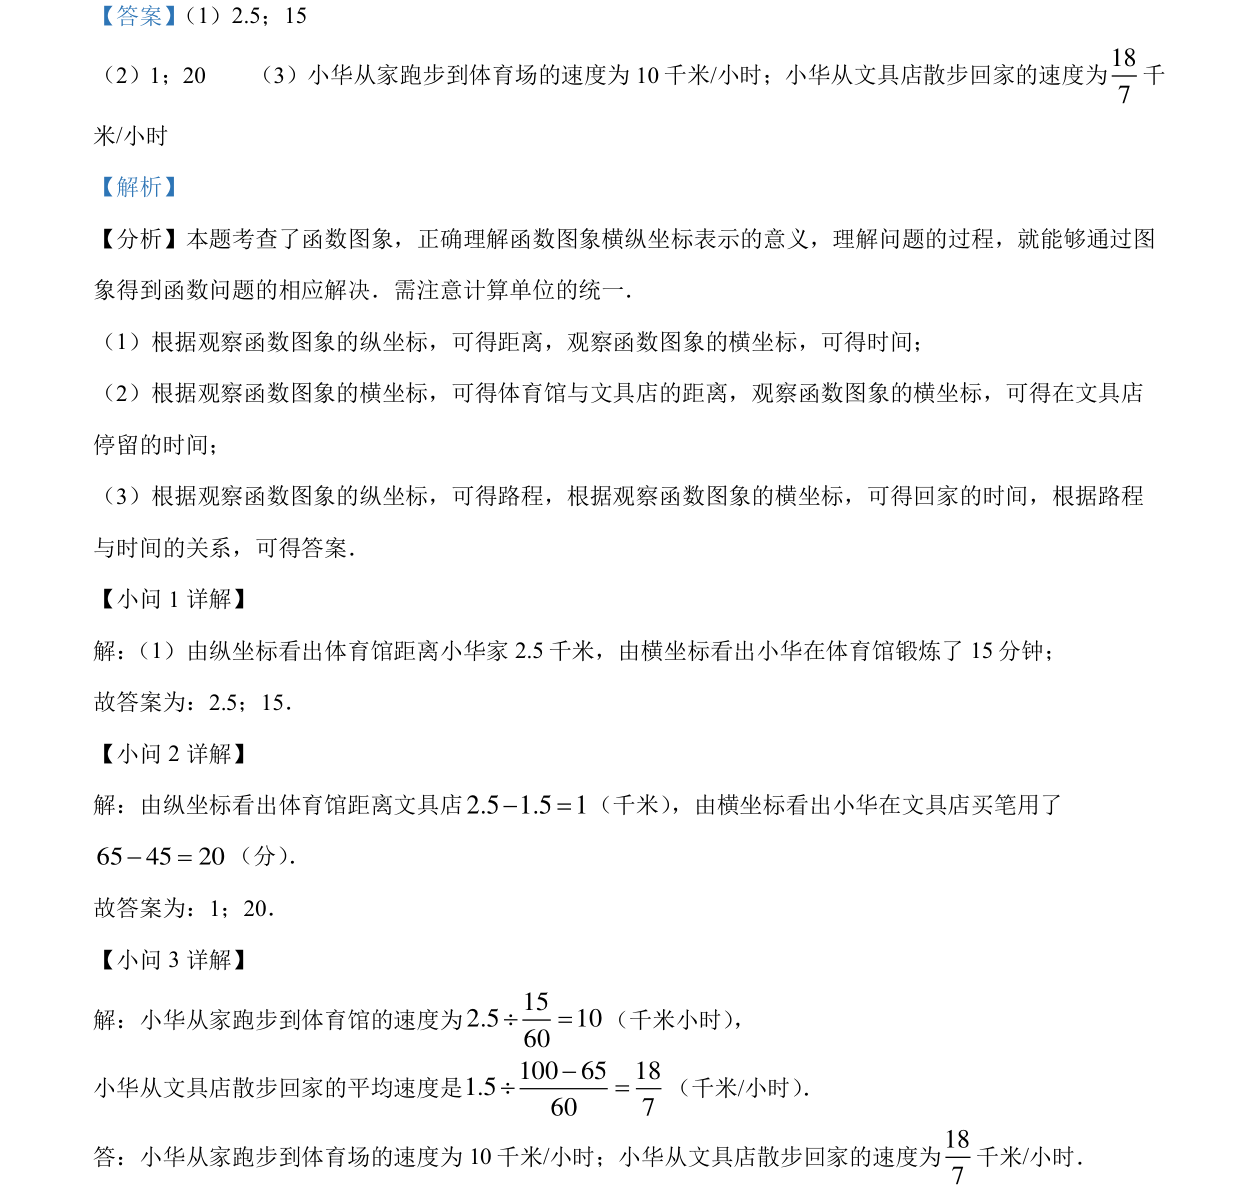 【答案】（1）2.5；15
（2）1；20 （3）小华从家跑步到体育场的速度为 10 千米/小时；小华从文具店散步回家的速度为 18/7 千
米/小时
【解析】
【分析】本题考查了函数图象，正确理解函数图象横纵坐标表示的意义，理解问题的过程，就能够通过图
象得到函数问题的相应解决．需注意计算单位的统一．
（1）根据观察函数图象的纵坐标，可得距离，观察函数图象的横坐标，可得时间；
（2）根据观察函数图象的横坐标，可得体育馆与文具店的距离，观察函数图象的横坐标，可得在文具店
停留的时间；
（3）根据观察函数图象的纵坐标，可得路程，根据观察函数图象的横坐标，可得回家的时间，根据路程
与时间的关系，可得答案．
【小问 1 详解】
解：（1）由纵坐标看出体育馆距离小华家 2.5 千米，由横坐标看出小华在体育馆锻炼了 15 分钟；
故答案为：2.5；15．
【小问 2 详解】
解：由纵坐标看出体育馆距离文具店 2.5−1.5=1（千米），由横坐标看出小华在文具店买笔用了
65−45=20（分）．
故答案为：1；20．
【小问 3 详解】
解：小华从家跑步到体育馆的速度为 2.5÷15/60=10（千米小时），
小华从文具店散步回家的平均速度是 1.5÷(100−65)/60=18/7（千米/小时）．
答：小华从家跑步到体育场的速度为 10 千米/小时；小华从文具店散步回家的速度为 18/7 千米/小时．